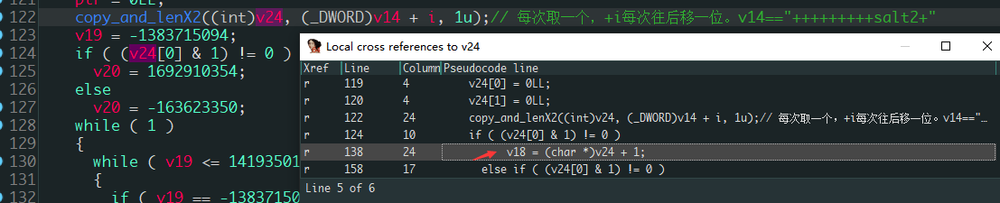 122 copy_and_lenX2((int)v24, (_DWORD)v14 + i, 1u);// 每次取一个，+i每次往后移一位。v14=="+++++++++salt2+"
123 v19 = -1383715094;
124 if ( (v24[0] & 1) != 0 )
125 v20 = 1692910354;
126 else
127 v20 = -163623350;
128 while ( 1 )
129 {
130 while ( v19 <= 14193501
131 {
132 if ( v19 == -13837150
Local cross references to v24
Xref Line Column Pseudocode line
r 119 4 v24[0] = 0LL;
r 120 4 v24[1] = 0LL;
r 122 24 copy_and_lenX2((int)v24, (_DWORD)v14 + i, 1u);// 每次取一个，+i每次往后移一位。v14=="…
r 124 10 if ( (v24[0] & 1) != 0 )
r 138 24 v18 = (char *)v24 + 1;
r 158 17 else if ( (v24[0] & 1) != 0 )
Line 5 of 6